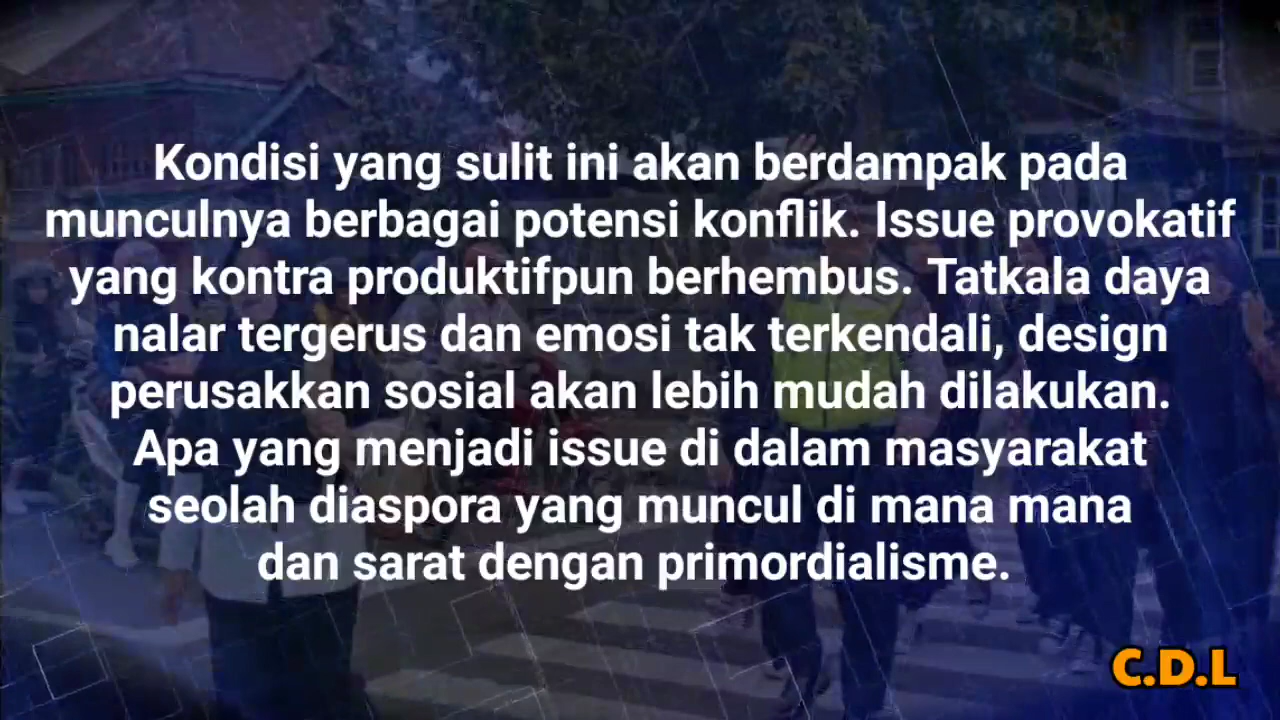 Kondisi yang sulit ini akan berdampak pada
munculnya berbagai potensi konflik. Issue provokatif
yang kontra produktifpun berhembus. Tatkala daya
nalar tergerus dan emosi tak terkendali, design
perusakkan sosial akan lebih mudah dilakukan.
Apa yang menjadi issue di dalam masyarakat
seolah diaspora yang muncul di mana mana
dan sarat dengan primordialisme.
C.D.L